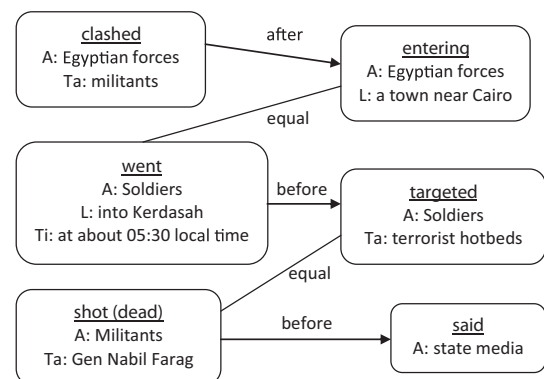 clashed
A: Egyptian forces
Ta: militants
after
entering
A: Egyptian forces
L: a town near Cairo
equal
went
A: Soldiers
L: into Kerdasah
Ti: at about 05:30 local time
before
targeted
A: Soldiers
Ta: terrorist hotbeds
equal
shot (dead)
A: Militants
Ta: Gen Nabil Farag
before
said
A: state media